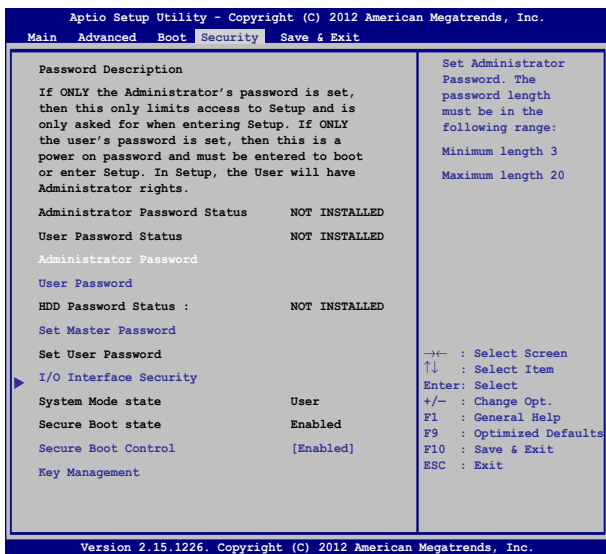 Aptio Setup Utility - Copyright (C) 2012 American Megatrends, Inc.
Main Advanced Boot Security Save & Exit
Password Description
If ONLY the Administrator's password is set,
then this only limits access to Setup and is
only asked for when entering Setup. If ONLY
the user's password is set, then this is a
power on password and must be entered to boot
or enter Setup. In Setup, the User will have
Administrator rights.
Administrator Password Status NOT INSTALLED
User Password Status NOT INSTALLED
Administrator Password
User Password
HDD Password Status : NOT INSTALLED
Set Master Password
Set User Password
I/O Interface Security
System Mode state User
Secure Boot state Enabled
Secure Boot Control [Enabled]
Key Management
Set Administrator
Password. The
password length
must be in the
following range:
Minimum length 3
Maximum length 20
→← : Select Screen
↑↓ : Select Item
Enter: Select
+/— : Change Opt.
F1 : General Help
F9 : Optimized Defaults
F10 : Save & Exit
ESC : Exit
Version 2.15.1226. Copyright (C) 2012 American Megatrends, Inc.